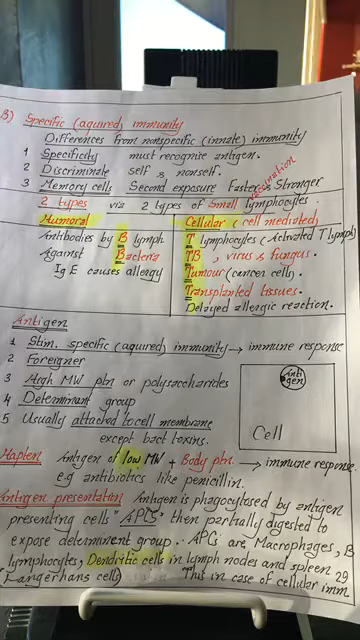 B) Specific (aquired) immunity
Differences from nonspecific (innate) immunity
1 Specificity must recognise antigen.
2 Discriminate self & nonself.
3 Memory cells Second exposure Faster & Stronger
vaccination
2 types via 2 types of Small lymphocytes
Humoral Cellular (cell mediated)
Antibodies by B lymph T lymphocytes (Activated T lymph)
Against Bacteria TB, virus & fungus.
Ig E causes allergy Tumour (cancer cells).
Transplanted tissues.
Delayed allergic reaction.
Antigen
1 Stim. specific (aquired) immunity → immune response
2 Foreigner
3 High MW ptn or polysaccharides
4 Determinant group
5 Usually attached to cell membrane
except bact toxins.
Anti
gen
Cell
Hapten Antigen of low MW + Body ptn. → immune response.
e.g antibiotics like penicillin.
Antigen presentation Antigen is phagocytosed by antigen
presenting cells "APCs" then partially digested to
expose determinant group. APCs are Macrophages, B
lymphocytes, Dendritic cells in lymph nodes and spleen 29
(Langerhans cells) This in case of cellular imm